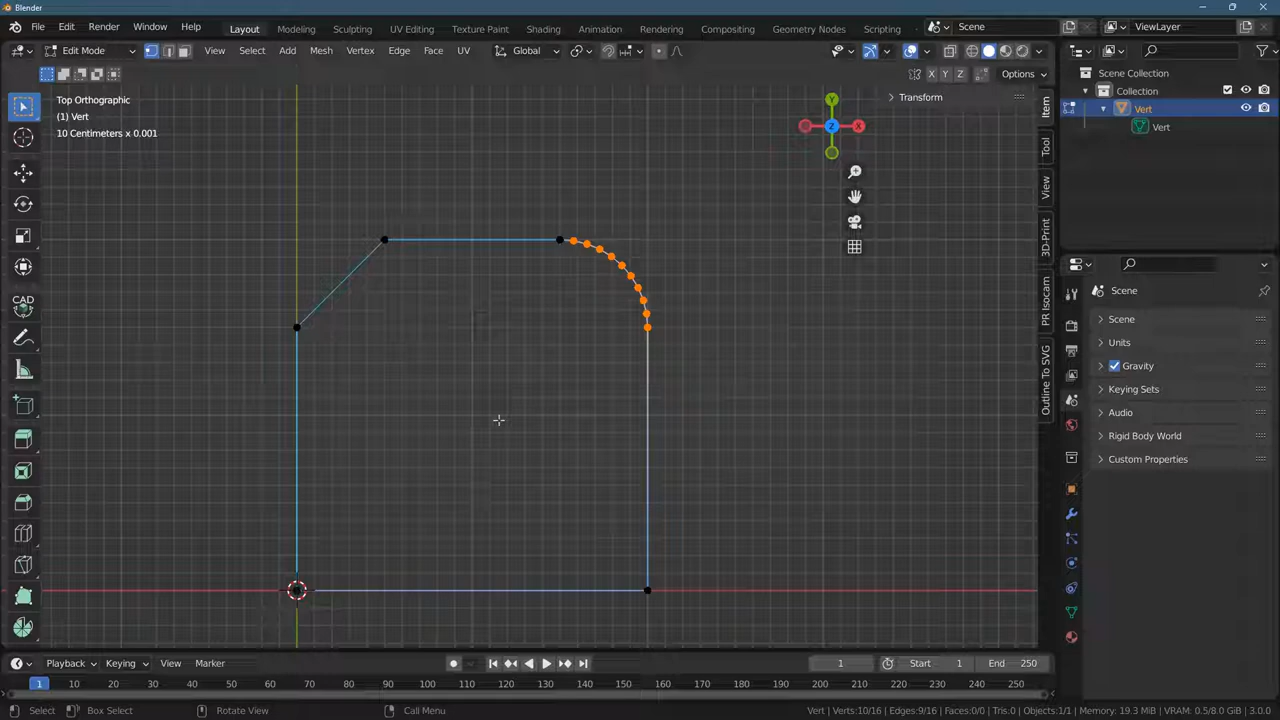 Blender
File Edit Render Window Help Layout Modeling Sculpting UV Editing Texture Paint Shading Animation Rendering Compositing Geometry Nodes Scripting Scene ViewLayer
Edit Mode View Select Add Mesh Vertex Edge Face UV Global
X Y Z Options
Top Orthographic
(1) Vert
10 Centimeters x 0.001
Transform
Y
Z
X
CAD
Item
Tool
View
3D-Print
PR Isocam
Outline To SVG
Scene Collection
Collection
Vert
Vert
Scene
Scene
Units
Gravity
Keying Sets
Audio
Rigid Body World
Custom Properties
Playback Keying View Marker 1 Start 1 End 250
1 10 20 30 40 50 60 70 80 90 100 110 120 130 140 150 160 170 180 190 200 210 220 230 240 250
Select Box Select Rotate View Call Menu Vert | Verts:10/16 | Edges:9/16 | Faces:0/0 | Tris:0 | Objects:1/1 | Memory: 19.3 MiB | VRAM: 0.5/8.0 GiB | 3.0.0